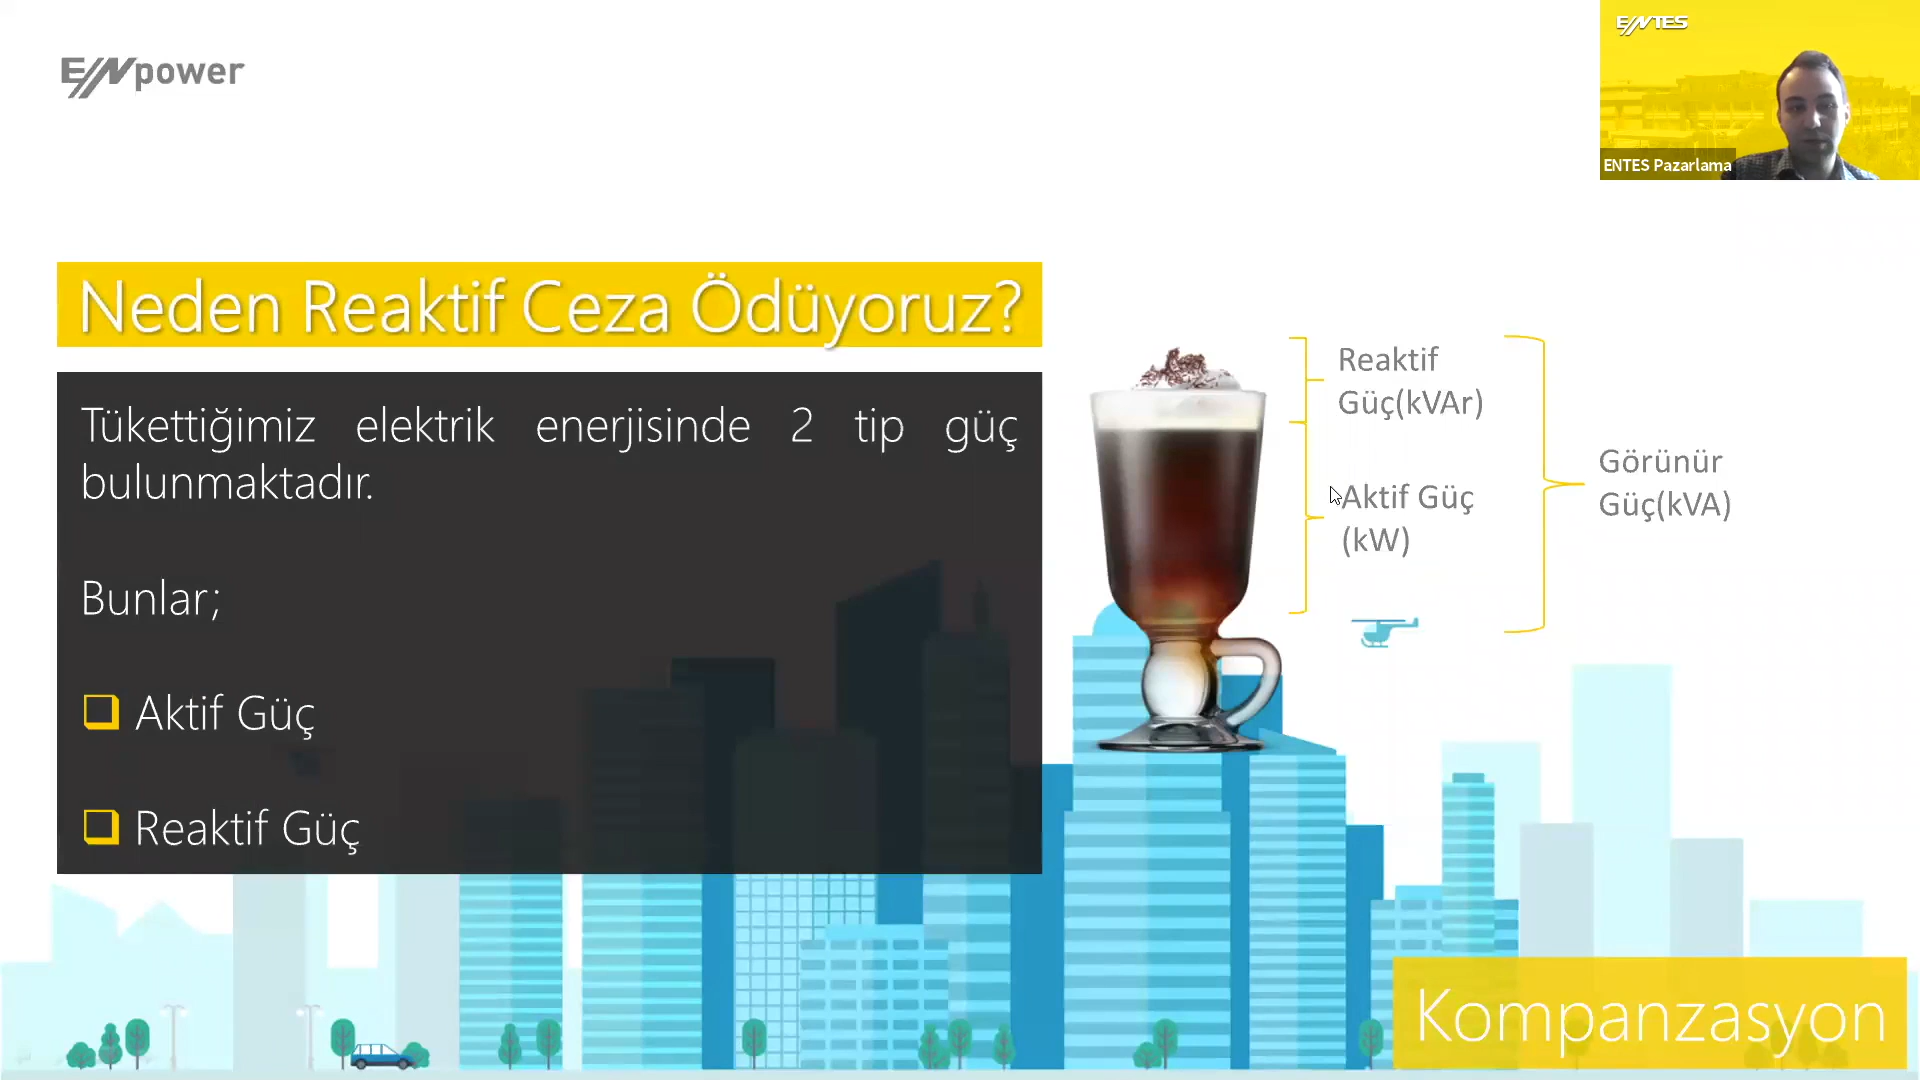 ENpower
ENTES
ENTES Pazarlama
Neden Reaktif Ceza Ödüyoruz?
Tükettiğimiz elektrik enerjisinde 2 tip güç
bulunmaktadır.
Bunlar;
Aktif Güç
Reaktif Güç
Reaktif
Güç(kVAr)
Aktif Güç
(kW)
Görünür
Güç(kVA)
Kompanzasyon